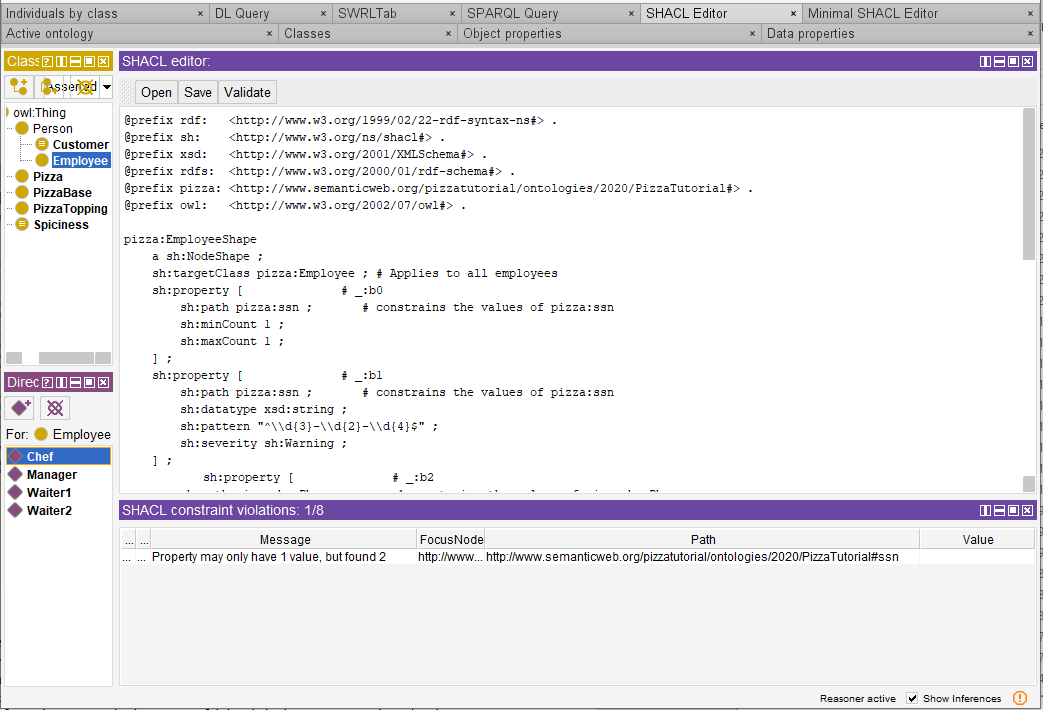 Individuals by class × DL Query × SWRLTab × SPARQL Query × SHACL Editor × Minimal SHACL Editor ×
Active ontology × Classes × Object properties × Data properties ×
Class
Asserted
owl:Thing
Person
Customer
Employee
Pizza
PizzaBase
PizzaTopping
Spiciness
Direc
For: Employee
Chef
Manager
Waiter1
Waiter2
SHACL editor:
Open Save Validate
@prefix rdf:   <http://www.w3.org/1999/02/22-rdf-syntax-ns#> .
@prefix sh:    <http://www.w3.org/ns/shacl#> .
@prefix xsd:   <http://www.w3.org/2001/XMLSchema#> .
@prefix rdfs:  <http://www.w3.org/2000/01/rdf-schema#> .
@prefix pizza: <http://www.semanticweb.org/pizzatutorial/ontologies/2020/PizzaTutorial#> .
@prefix owl:   <http://www.w3.org/2002/07/owl#> .
pizza:EmployeeShape
a sh:NodeShape ;
sh:targetClass pizza:Employee ; # Applies to all employees
sh:property [ # _:b0
sh:path pizza:ssn ; # constrains the values of pizza:ssn
sh:minCount 1 ;
sh:maxCount 1 ;
] ;
sh:property [ # _:b1
sh:path pizza:ssn ; # constrains the values of pizza:ssn
sh:datatype xsd:string ;
sh:pattern "^\\d{3}-\\d{2}-\\d{4}$" ;
sh:severity sh:Warning ;
] ;
sh:property [ # _:b2
SHACL constraint violations: 1/8
... ... Message FocusNode Path Value
... ... Property may only have 1 value, but found 2 http://www... http://www.semanticweb.org/pizzatutorial/ontologies/2020/PizzaTutorial#ssn
Reasoner active Show Inferences